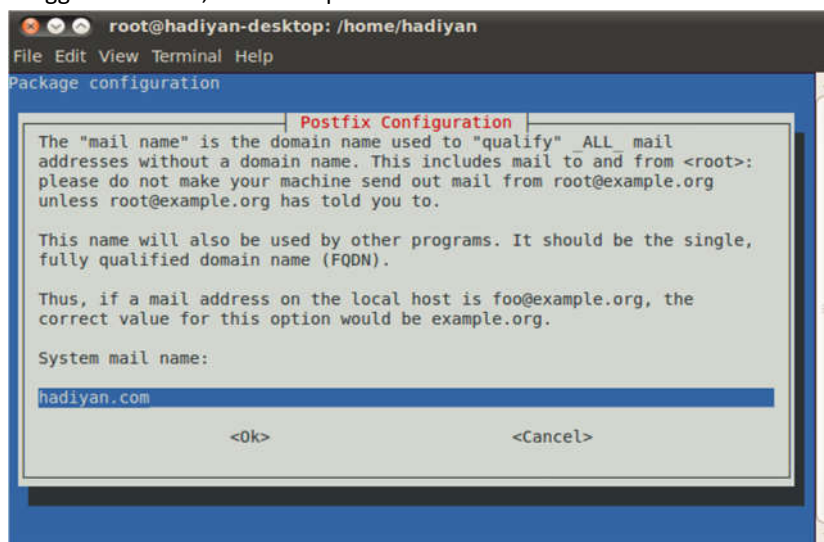 root@hadiyan-desktop: /home/hadiyan
File Edit View Terminal Help
Package configuration
Postfix Configuration
The "mail name" is the domain name used to "qualify" _ALL_ mail
addresses without a domain name. This includes mail to and from <root>:
please do not make your machine send out mail from root@example.org
unless root@example.org has told you to.
This name will also be used by other programs. It should be the single,
fully qualified domain name (FQDN).
Thus, if a mail address on the local host is foo@example.org, the
correct value for this option would be example.org.
System mail name:
hadiyan.com
<Ok> <Cancel>